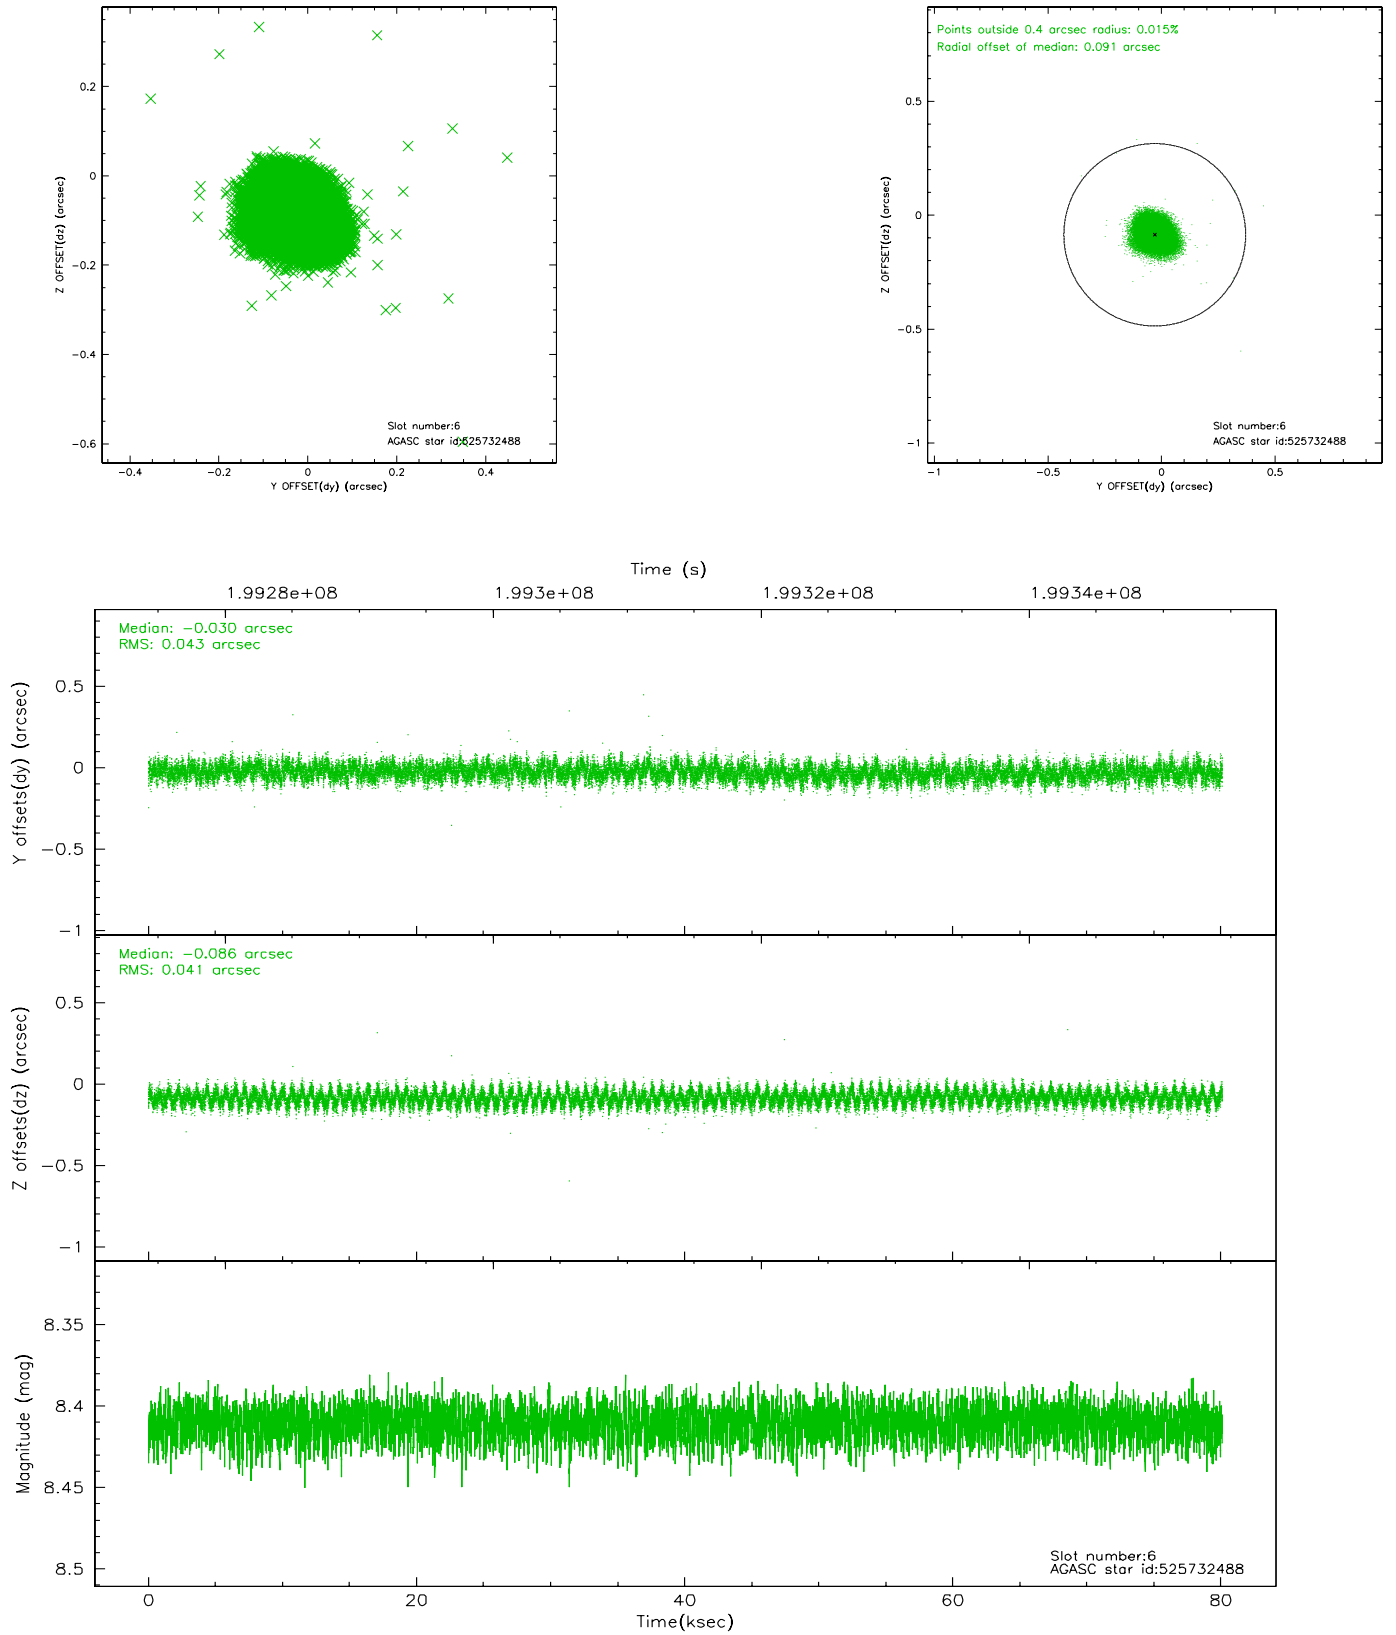 Points outside 0.4 arcsec radius: 0.015%
Radial offset of median: 0.091 arcsec
0.2
0
−0.2
−0.4
−0.6
Z OFFSET(dz) (arcsec)
Slot number:6
AGASC star id:525732488
−0.4
−0.2
0
0.2
0.4
Y OFFSET(dy) (arcsec)
0.5
0
−0.5
−1
Z OFFSET(dz) (arcsec)
Slot number:6
AGASC star id:525732488
−1
−0.5
0
0.5
Y OFFSET(dy) (arcsec)
Time (s)
1.9928e+08
1.993e+08
1.9932e+08
1.9934e+08
Median: −0.030 arcsec
RMS: 0.043 arcsec
0.5
0
−0.5
−1
Y offsets(dy) (arcsec)
Median: −0.086 arcsec
RMS: 0.041 arcsec
0.5
0
−0.5
−1
Z offsets(dz) (arcsec)
8.35
8.4
8.45
8.5
Magnitude (mag)
Slot number:6
AGASC star id:525732488
0
20
40
60
80
Time(ksec)